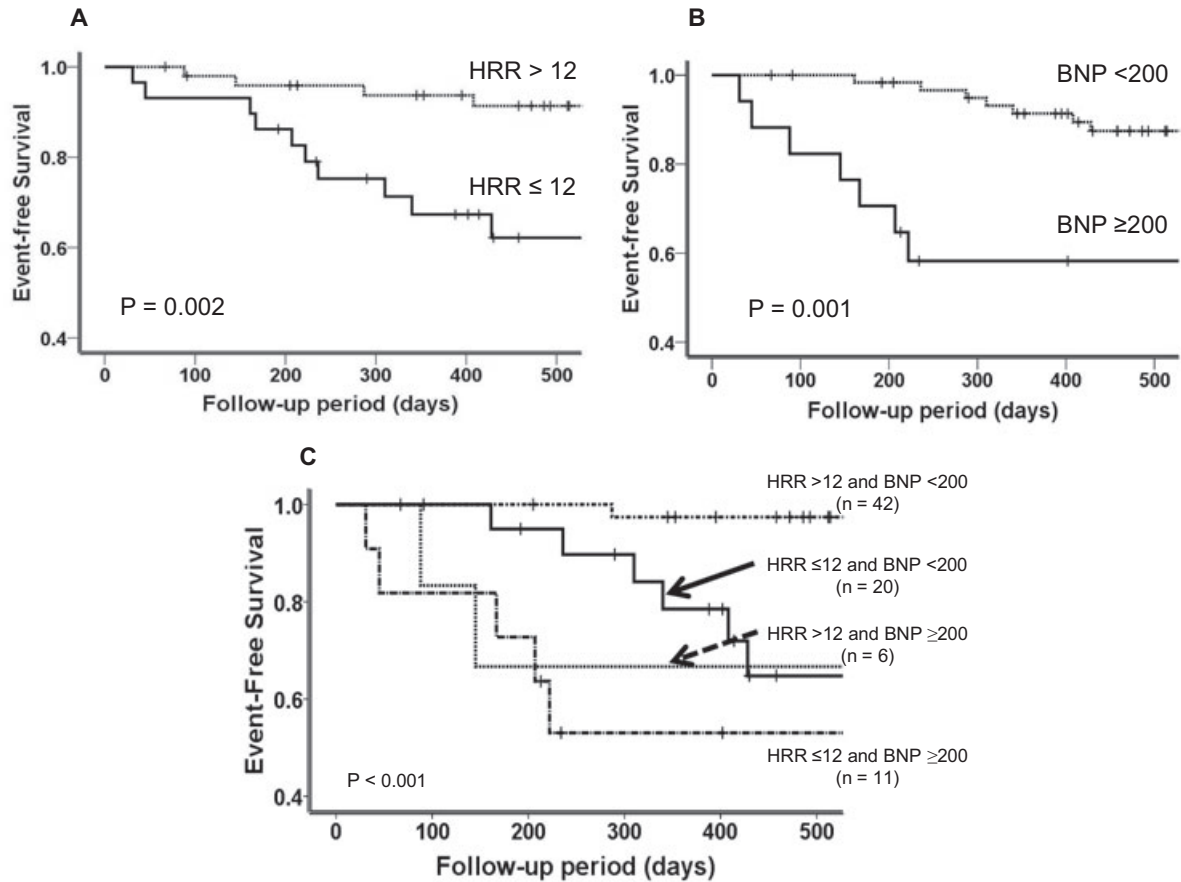 A
Event-free Survival
1.0
0.8
0.6
0.4
HRR > 12
HRR ≤ 12
P = 0.002
0 100 200 300 400 500
Follow-up period (days)
B
Event-free Survival
1.0
0.8
0.6
0.4
BNP <200
BNP ≥200
P = 0.001
0 100 200 300 400 500
Follow-up period (days)
C
Event-Free Survival
1.0
0.8
0.6
0.4
HRR >12 and BNP <200
(n = 42)
HRR ≤12 and BNP <200
(n = 20)
HRR >12 and BNP ≥200
(n = 6)
HRR ≤12 and BNP ≥200
(n = 11)
P < 0.001
0 100 200 300 400 500
Follow-up period (days)